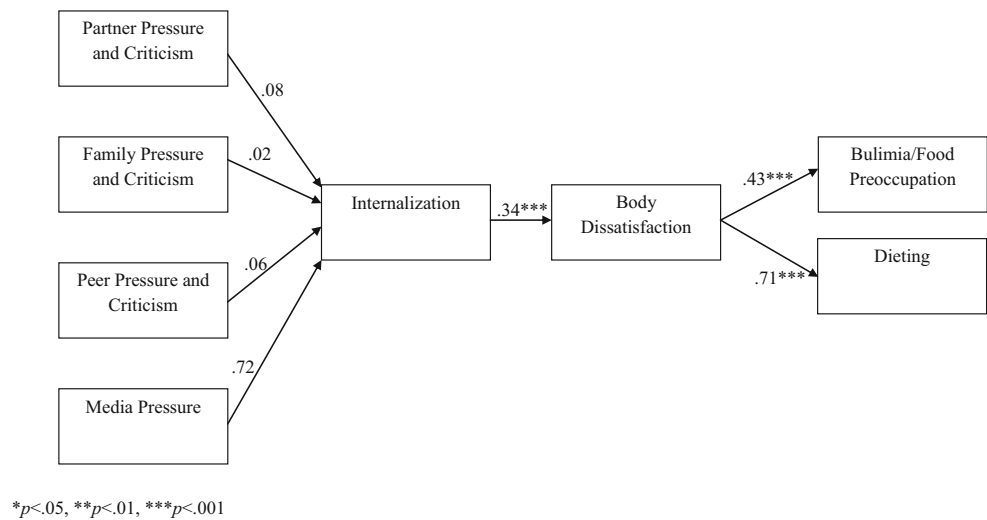 Partner Pressure
and Criticism
.08
Family Pressure
and Criticism
.02
Peer Pressure and
Criticism
.06
Media Pressure
.72
Internalization
.34***
Body
Dissatisfaction
.43***
Bulimia/Food
Preoccupation
.71***
Dieting
*p<.05, **p<.01, ***p<.001